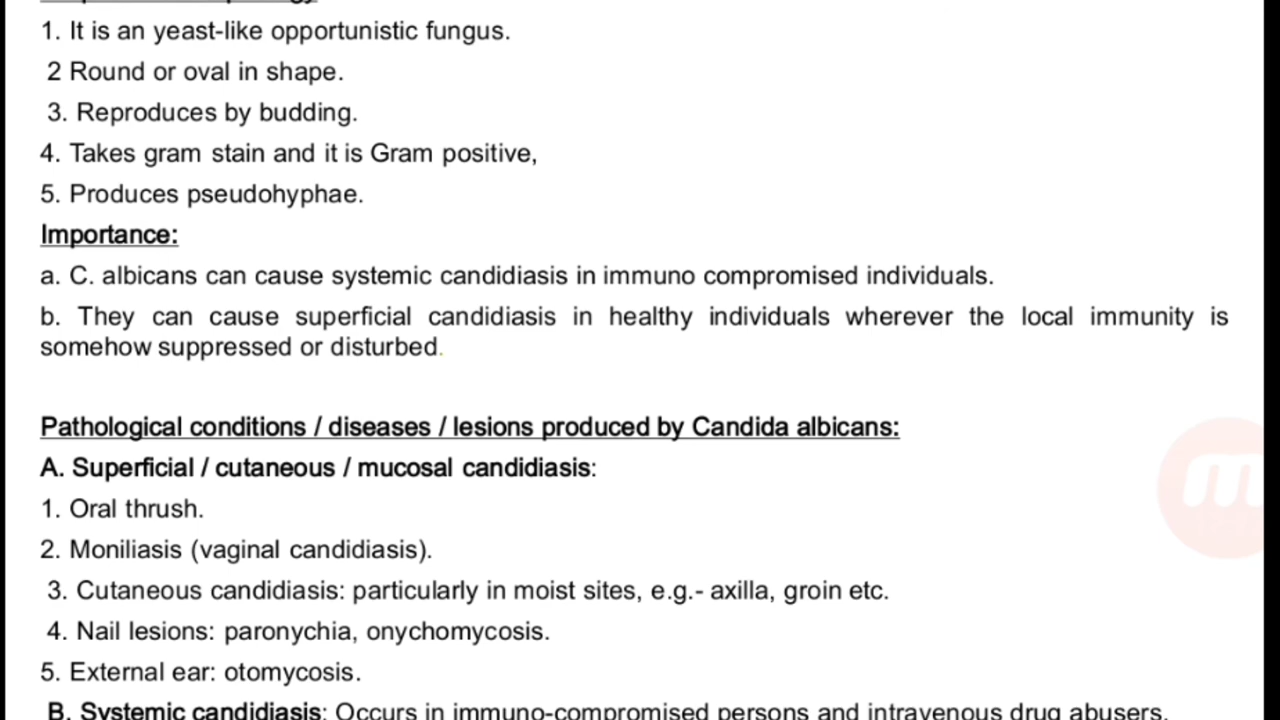 1. It is an yeast-like opportunistic fungus.
2 Round or oval in shape.
3. Reproduces by budding.
4. Takes gram stain and it is Gram positive,
5. Produces pseudohyphae.
Importance:
a. C. albicans can cause systemic candidiasis in immuno compromised individuals.
b. They can cause superficial candidiasis in healthy individuals wherever the local immunity is
somehow suppressed or disturbed.
Pathological conditions / diseases / lesions produced by Candida albicans:
A. Superficial / cutaneous / mucosal candidiasis:
1. Oral thrush.
2. Moniliasis (vaginal candidiasis).
3. Cutaneous candidiasis: particularly in moist sites, e.g.- axilla, groin etc.
4. Nail lesions: paronychia, onychomycosis.
5. External ear: otomycosis.
B. Systemic candidiasis: Occurs in immuno-compromised persons and intravenous drug abusers.